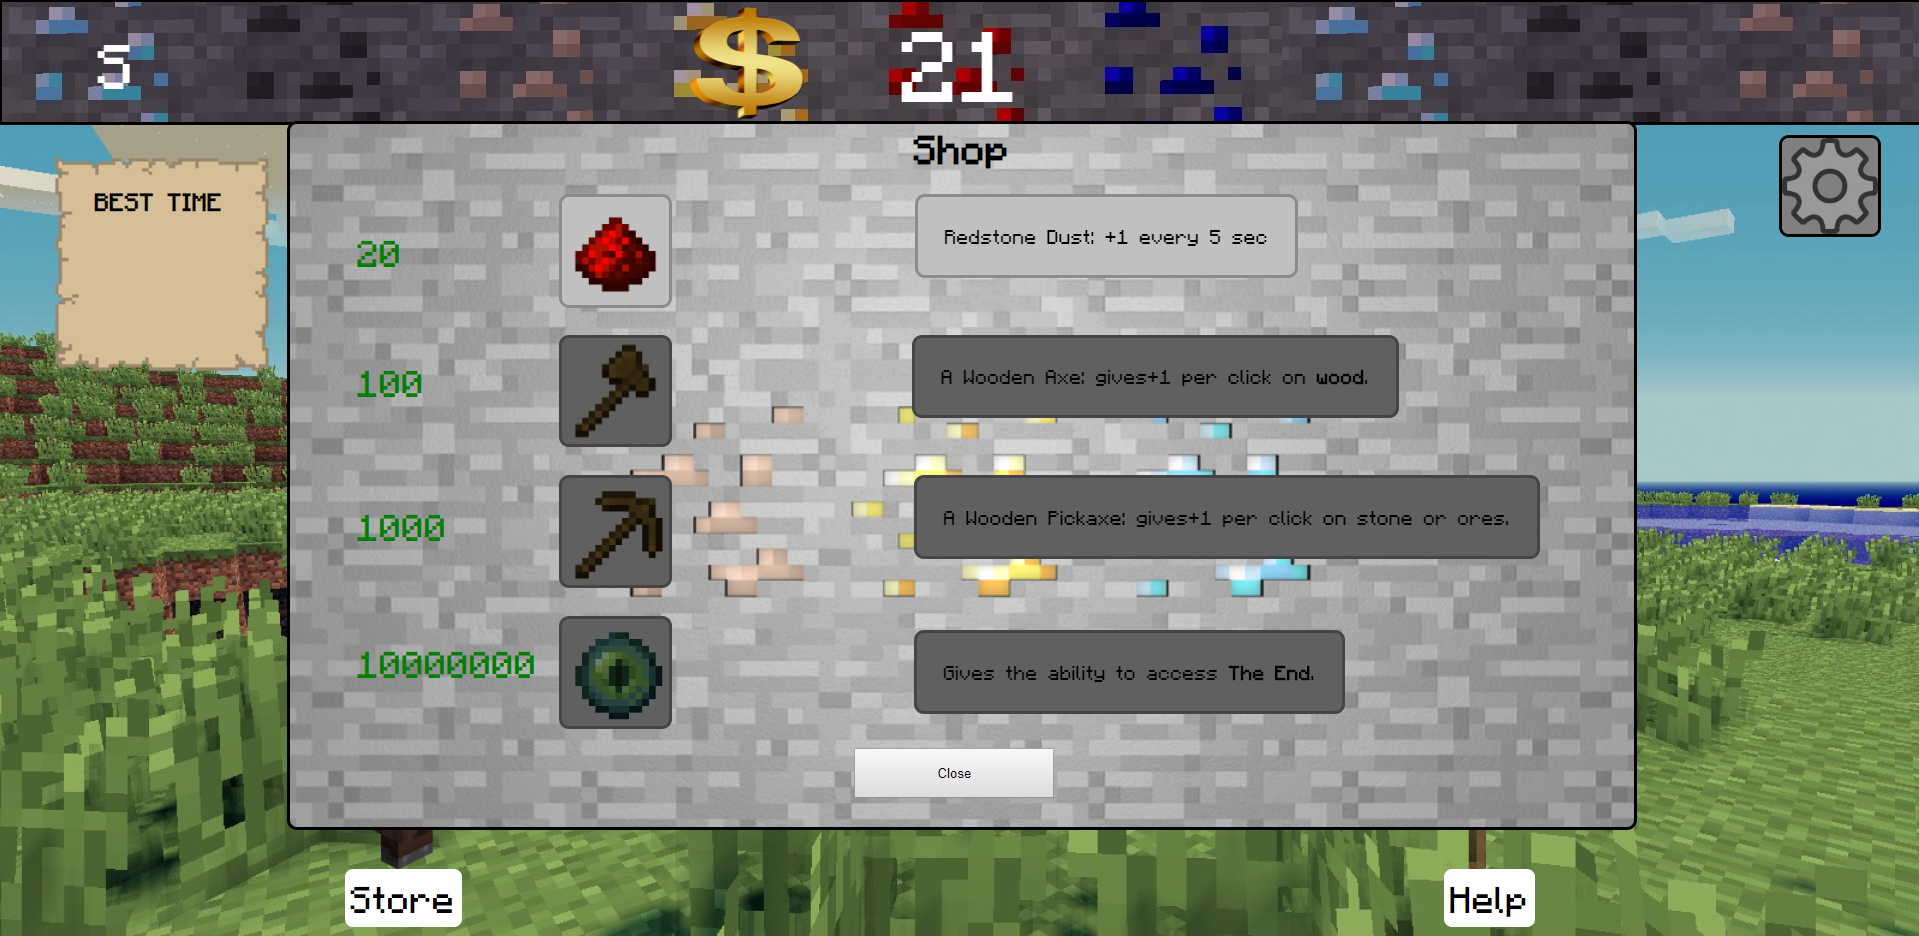 S
$ 21
Shop
BEST TIME
20
Redstone Dust: +1 every 5 sec
100
A Wooden Axe: gives+1 per click on wood.
1000
A Wooden Pickaxe: gives+1 per click on stone or ores.
10000000
Gives the ability to access The End.
Close
Store
Help